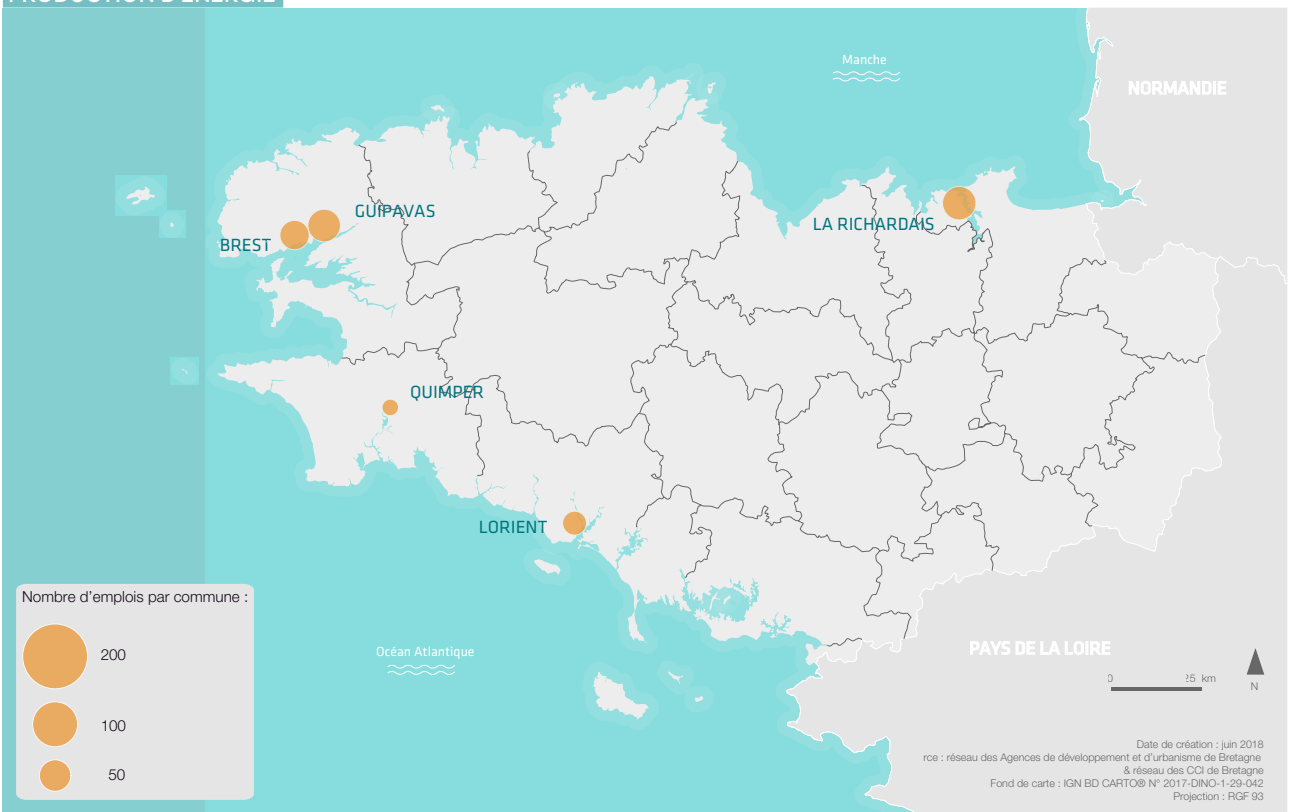 PRODUCTION D'ÉNERGIE
Manche
NORMANDIE
GUIPAVAS
BREST
LA RICHARDAIS
QUIMPER
LORIENT
Nombre d'emplois par commune :
200
100
50
Océan Atlantique
PAYS DE LA LOIRE
0 25 km
N
Date de création : juin 2018
rce : réseau des Agences de développement et d'urbanisme de Bretagne
& réseau des CCI de Bretagne
Fond de carte : IGN BD CARTO® N° 2017-DINO-1-29-042
Projection : RGF 93